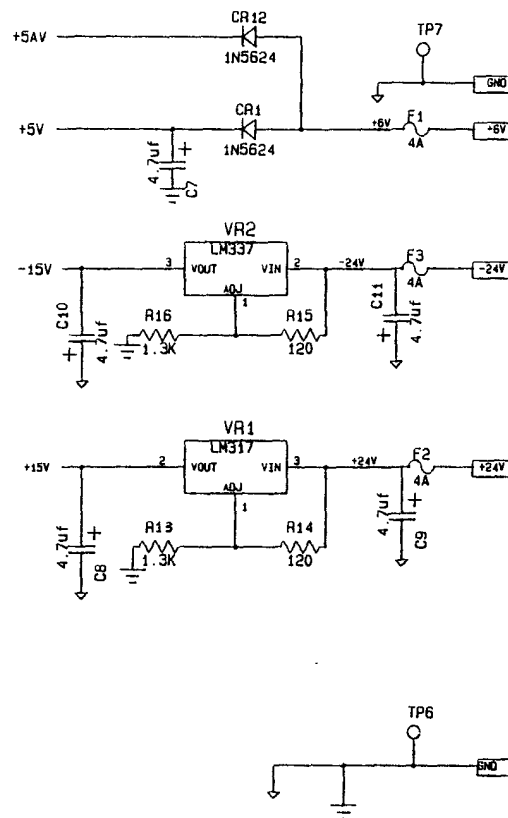 CR12
+5AV
1N5624
TP7
GND
CR1
+5V
1N5624
+6V
F1
4A
+6V
4.7uf
+
C7
VR2
LM337
-15V
3
VOUT
VIN
2
-24V
F3
4A
-24V
ADJ
1
C10
4.7uf
+
R16
1.3K
R15
120
C11
4.7uf
+
VR1
LM317
+15V
2
VOUT
VIN
3
+24V
F2
4A
+24V
ADJ
1
4.7uf
+
C8
R13
1.3K
R14
120
4.7uf
+
C9
TP6
GND